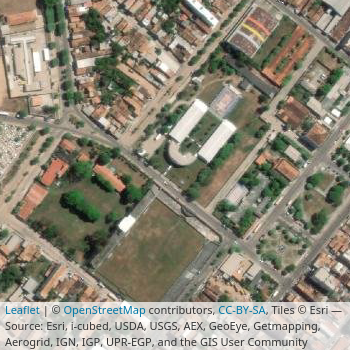 Leaflet | © OpenStreetMap contributors, CC-BY-SA, Tiles © Esri —
Source: Esri, i-cubed, USDA, USGS, AEX, GeoEye, Getmapping,
Aerogrid, IGN, IGP, UPR-EGP, and the GIS User Community